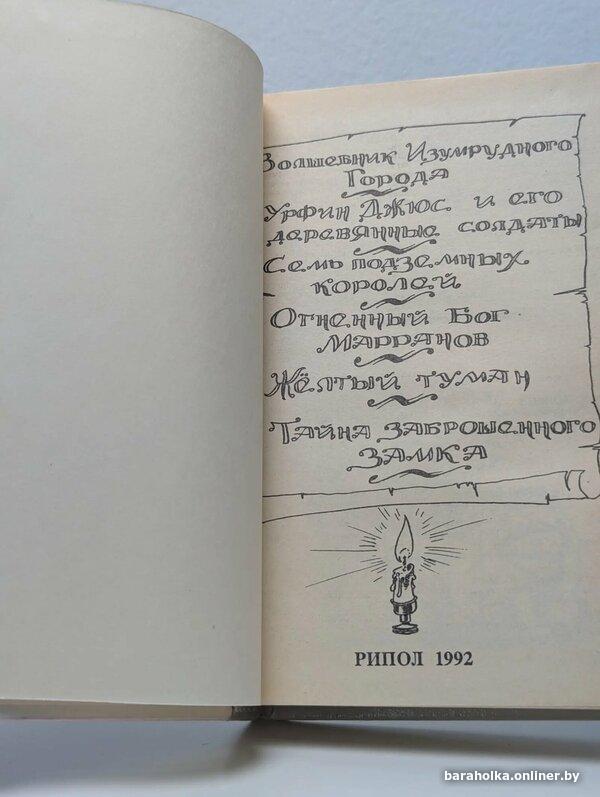 Волшебник Изумрудного
Города
Урфин Джюс и его
деревянные солдаты
Семь подземных
королей
Огненный Бог
Марранов
Жёлтый туман
Тайна заброшенного
замка
РИПОЛ 1992
baraholka.onliner.by